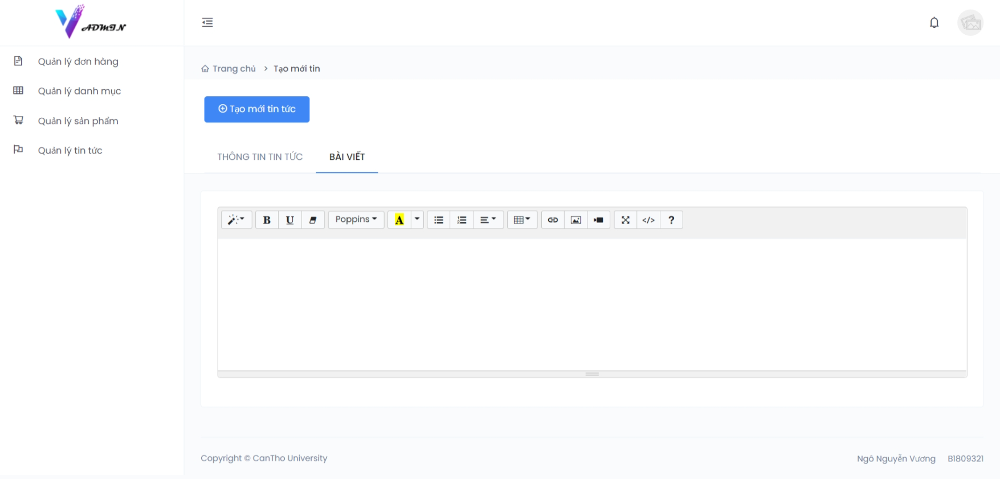 ADMIN
Quản lý đơn hàng
Quản lý danh mục
Quản lý sản phẩm
Quản lý tin tức
Trang chủ > Tạo mới tin
Tạo mới tin tức
THÔNG TIN TIN TỨC BÀI VIẾT
B U Poppins A </> ?
Copyright © CanTho University
Ngô Nguyễn Vương B1809321